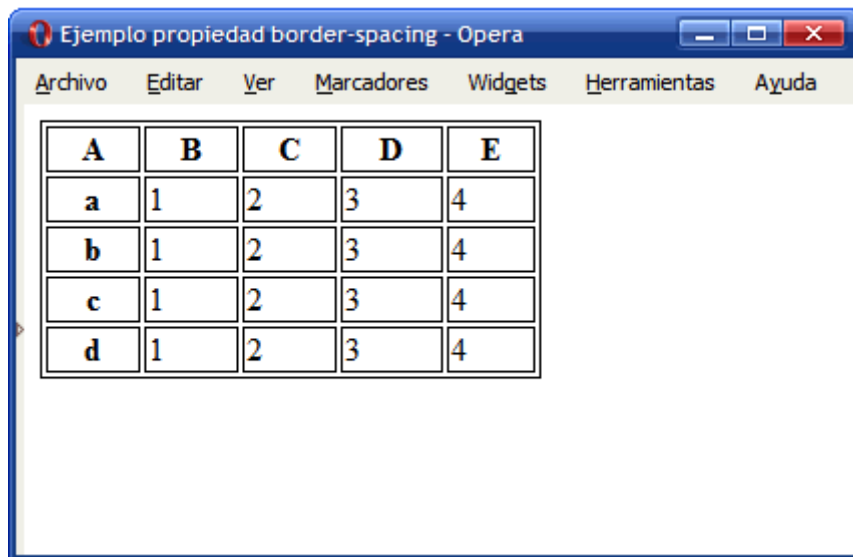 Ejemplo propiedad border-spacing - Opera
Archivo Editar Ver Marcadores Widgets Herramientas Ayuda
A B C D E
a 1 2 3 4
b 1 2 3 4
c 1 2 3 4
d 1 2 3 4